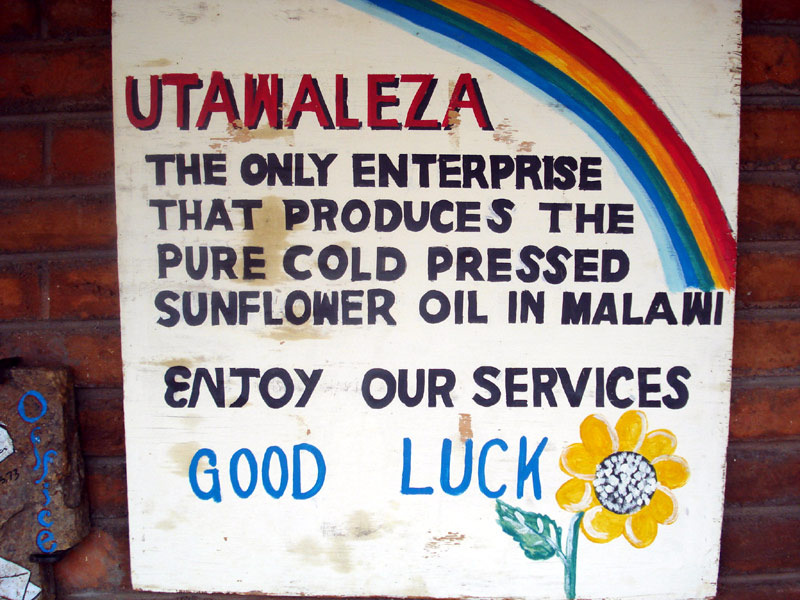 UTAWALEZA
THE ONLY ENTERPRISE
THAT PRODUCES THE
PURE COLD PRESSED
SUNFLOWER OIL IN MALAWI
ENJOY OUR SERVICES
GOOD LUCK